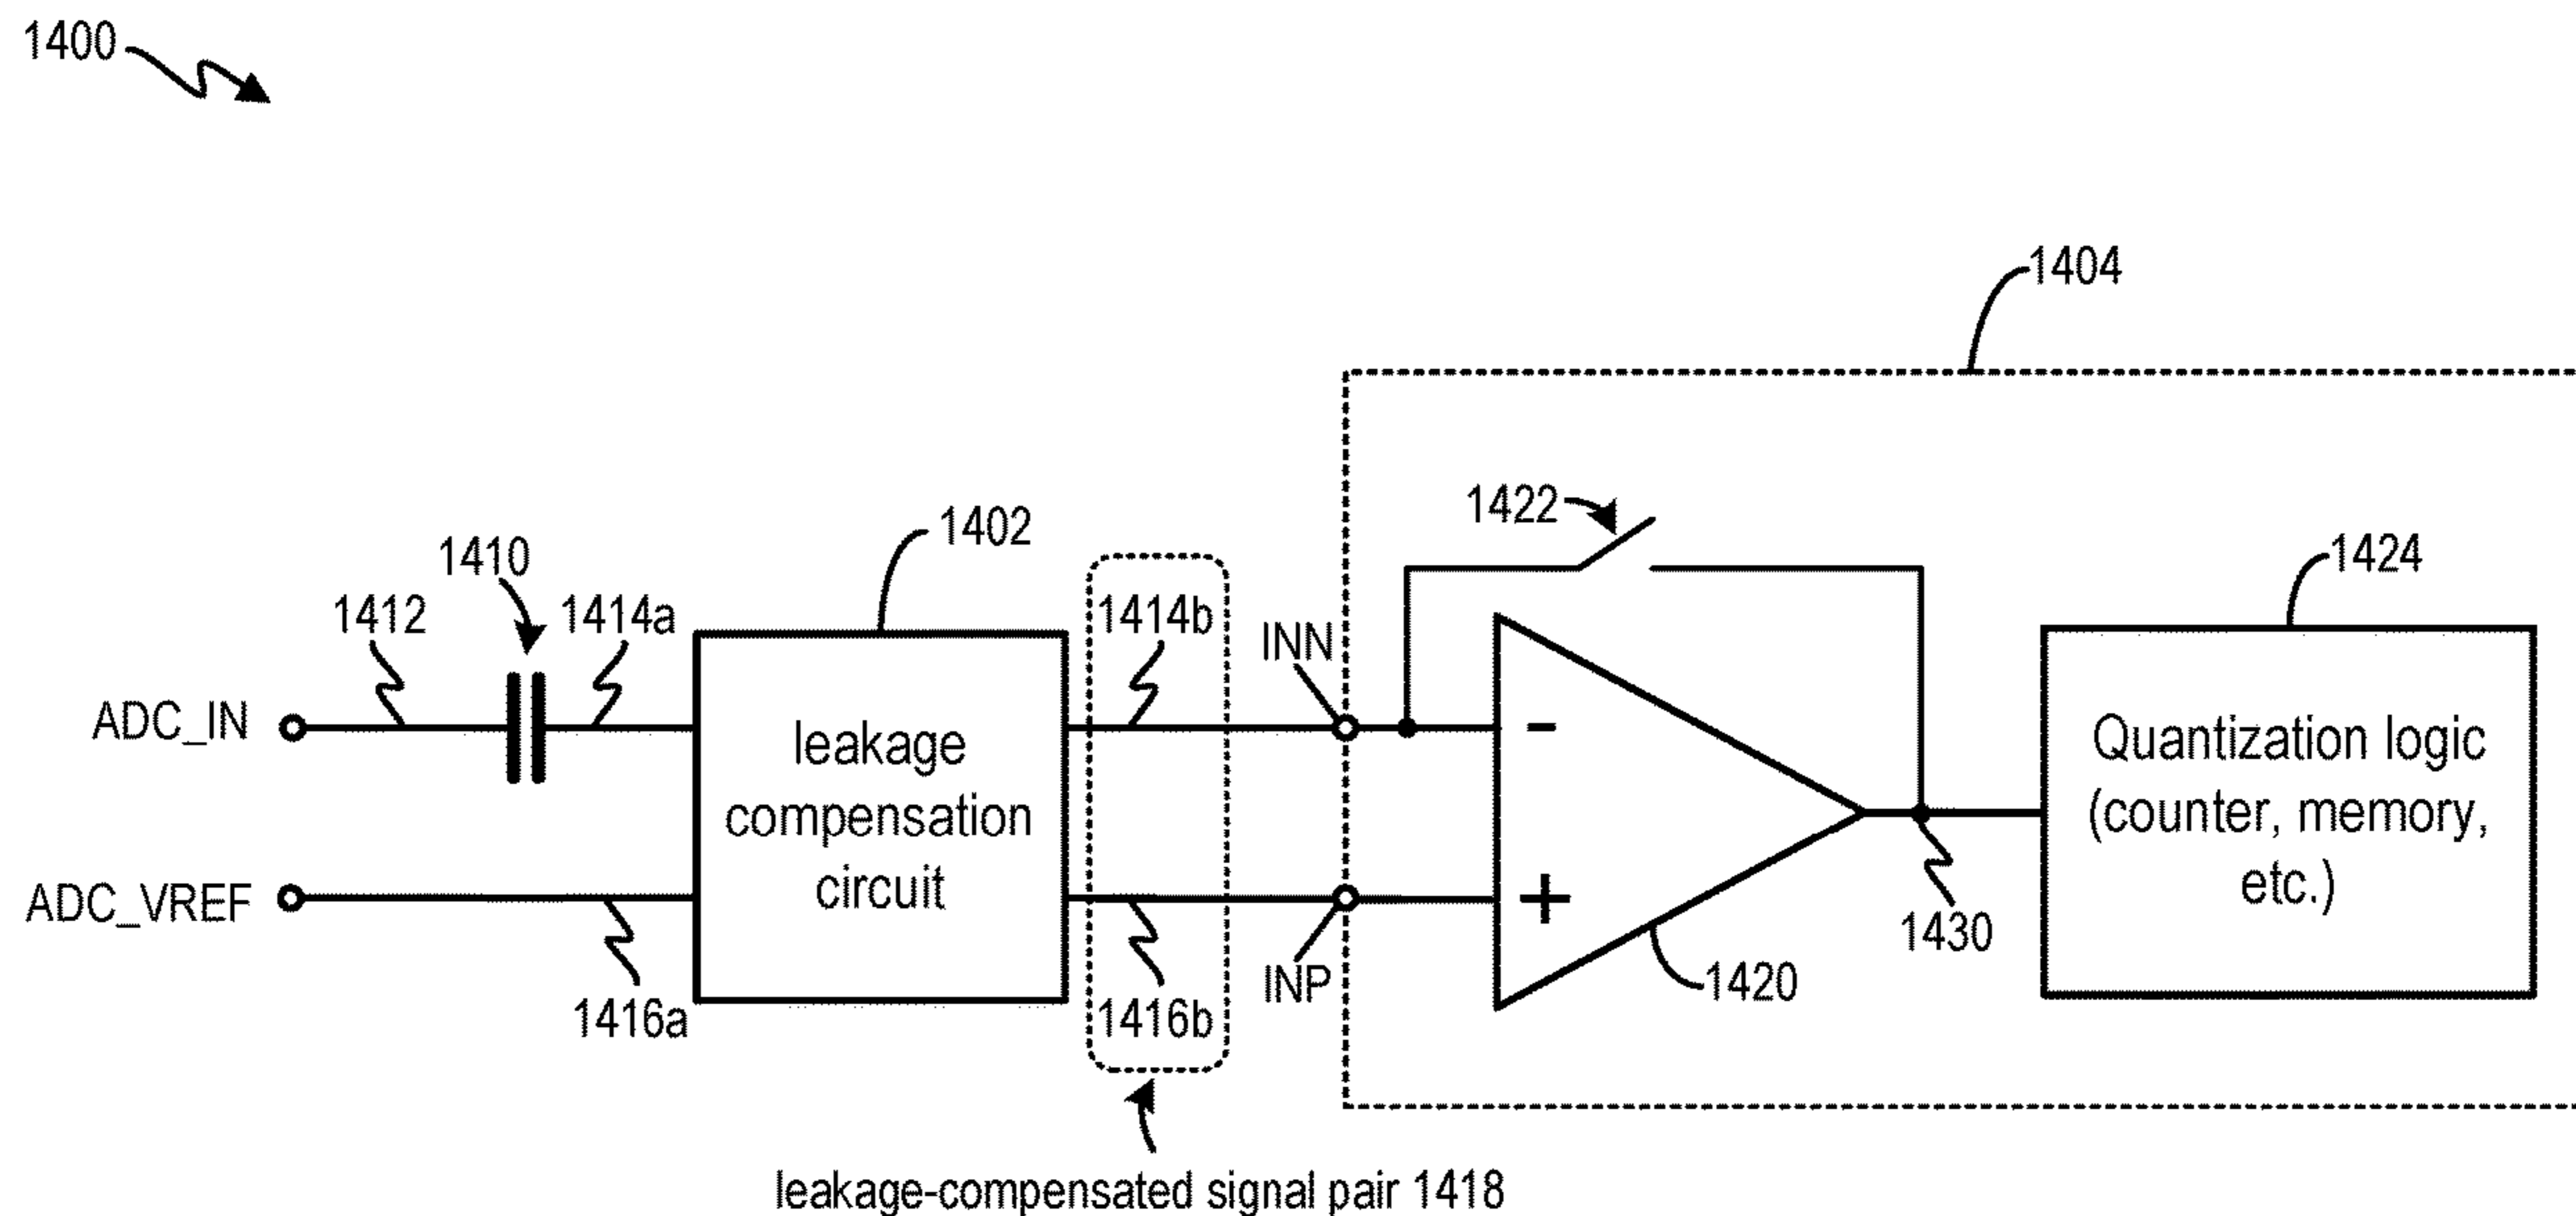 1400
1404
1422
1402
1424
1410
1412
1414a
1414b
INN
ADC_IN
-
leakage
compensation
circuit
Quantization logic
(counter, memory,
etc.)
ADC_VREF
+
1430
INP
1420
1416a
1416b
leakage-compensated signal pair 1418